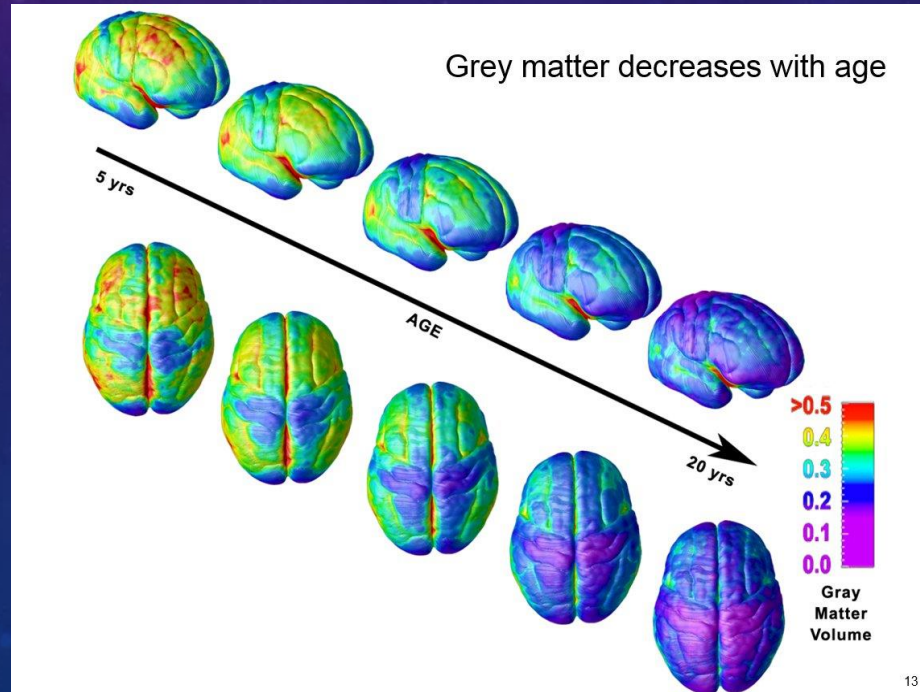 Grey matter decreases with age
5 yrs
AGE
20 yrs
>0.5
0.4
0.3
0.2
0.1
0.0
Gray
Matter
Volume
13